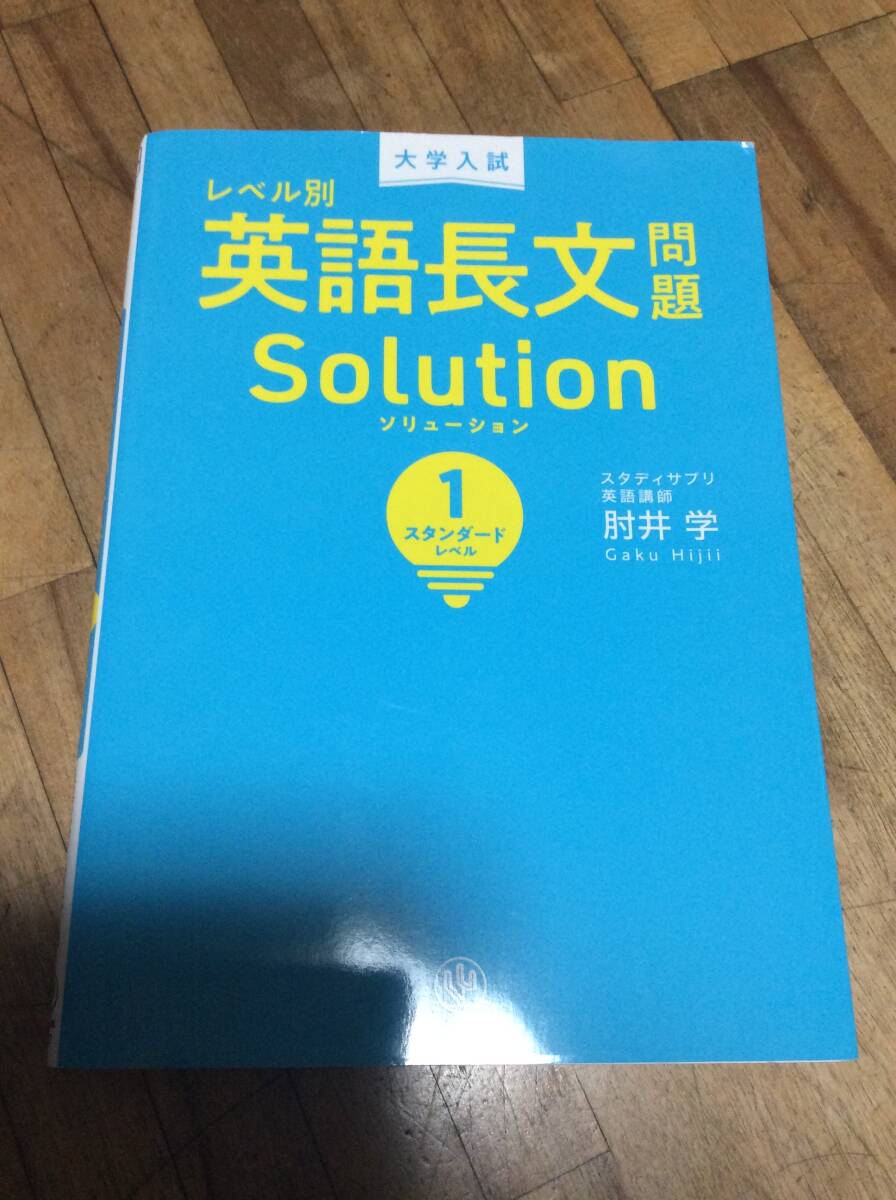 大学入試
レベル別
英語長文問題
Solution
ソリューション
1
スタンダード
レベル
スタディサプリ
英語講師
肘井 学
Gaku Hijii